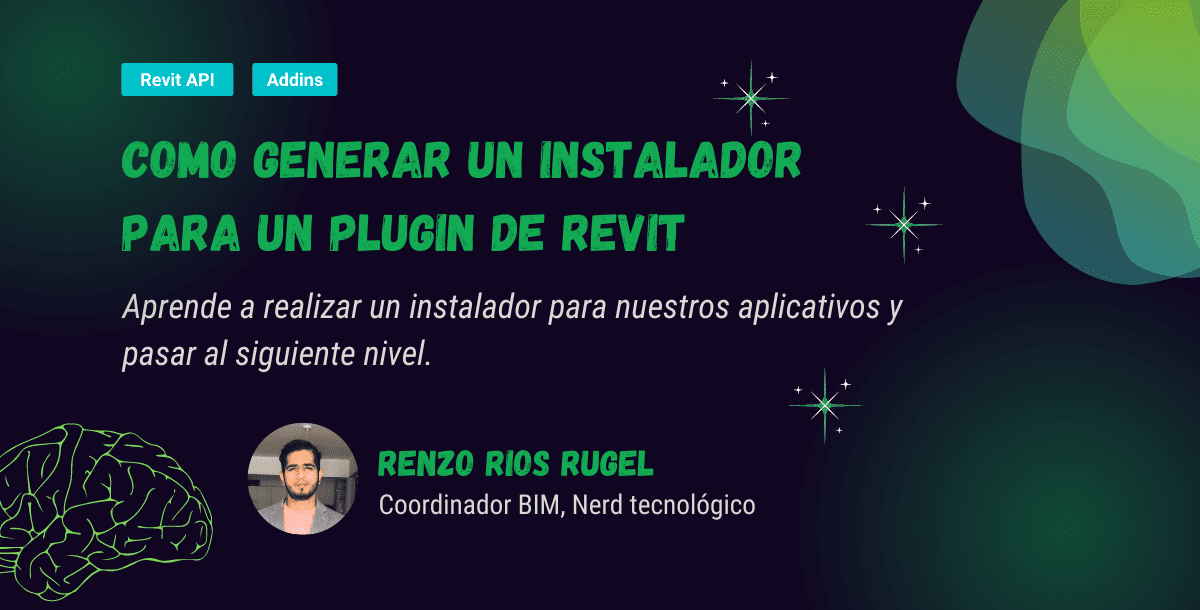 Revit API
Addins
COMO GENERAR UN INSTALADOR
PARA UN PLUGIN DE REVIT
Aprende a realizar un instalador para nuestros aplicativos y
pasar al siguiente nivel.
RENZO RIOS RUGEL
Coordinador BIM, Nerd tecnológico